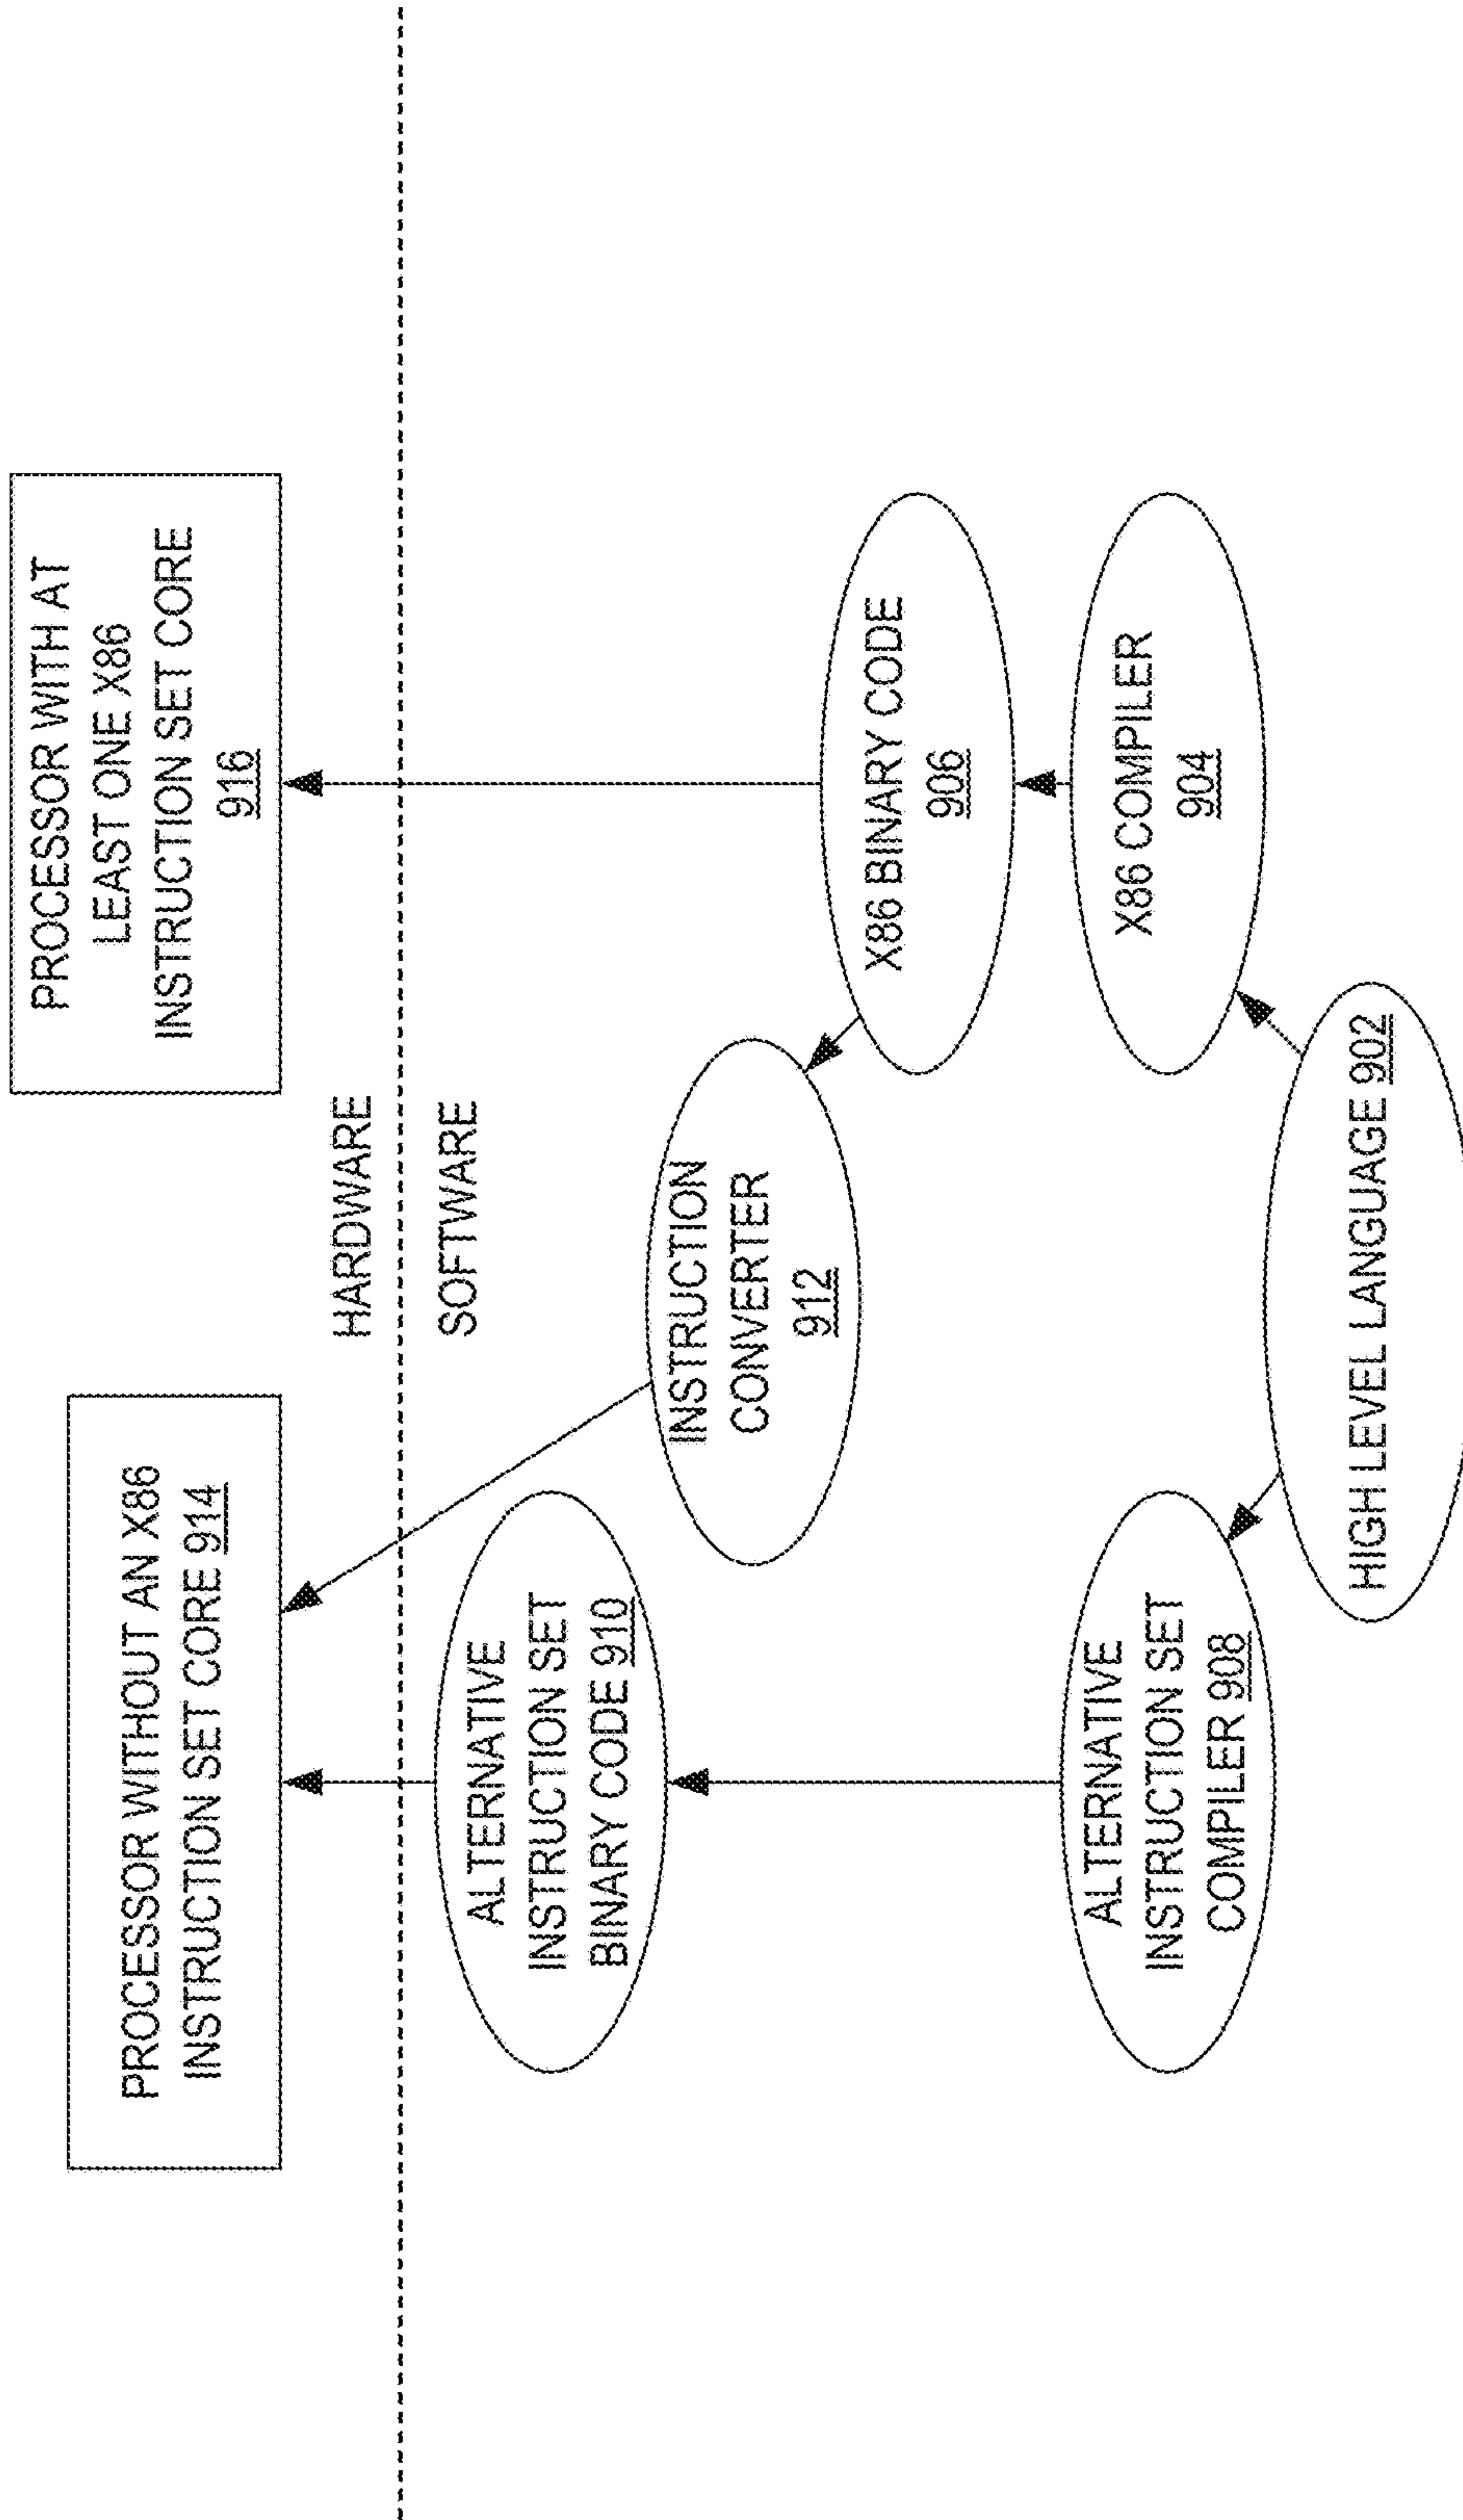 PROCESSOR WITHOUT AN X86
INSTRUCTION SET CORE 914
PROCESSOR WITH AT
LEAST ONE X86
INSTRUCTION SET CORE
916
HARDWARE
SOFTWARE
ALTERNATIVE
INSTRUCTION SET
BINARY CODE 910
INSTRUCTION
CONVERTER
912
X86 BINARY CODE
906
ALTERNATIVE
INSTRUCTION SET
COMPILER 908
X86 COMPILER
904
HIGH LEVEL LANGUAGE 902